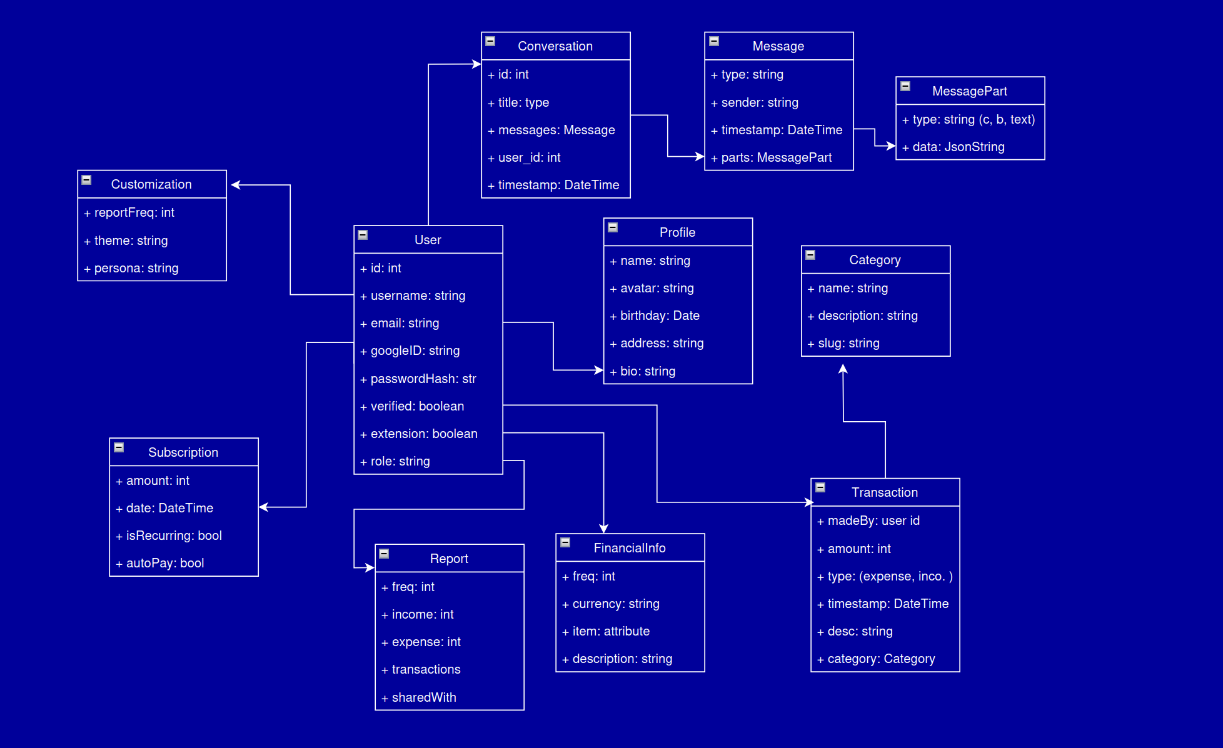 Conversation
+ id: int
+ title: type
+ messages: Message
+ user_id: int
+ timestamp: DateTime
Message
+ type: string
+ sender: string
+ timestamp: DateTime
+ parts: MessagePart
MessagePart
+ type: string (c, b, text)
+ data: JsonString
Customization
+ reportFreq: int
+ theme: string
+ persona: string
User
+ id: int
+ username: string
+ email: string
+ googleID: string
+ passwordHash: str
+ verified: boolean
+ extension: boolean
+ role: string
Profile
+ name: string
+ avatar: string
+ birthday: Date
+ address: string
+ bio: string
Category
+ name: string
+ description: string
+ slug: string
Subscription
+ amount: int
+ date: DateTime
+ isRecurring: bool
+ autoPay: bool
Report
+ freq: int
+ income: int
+ expense: int
+ transactions
+ sharedWith
FinancialInfo
+ freq: int
+ currency: string
+ item: attribute
+ description: string
Transaction
+ madeBy: user id
+ amount: int
+ type: (expense, inco. )
+ timestamp: DateTime
+ desc: string
+ category: Category